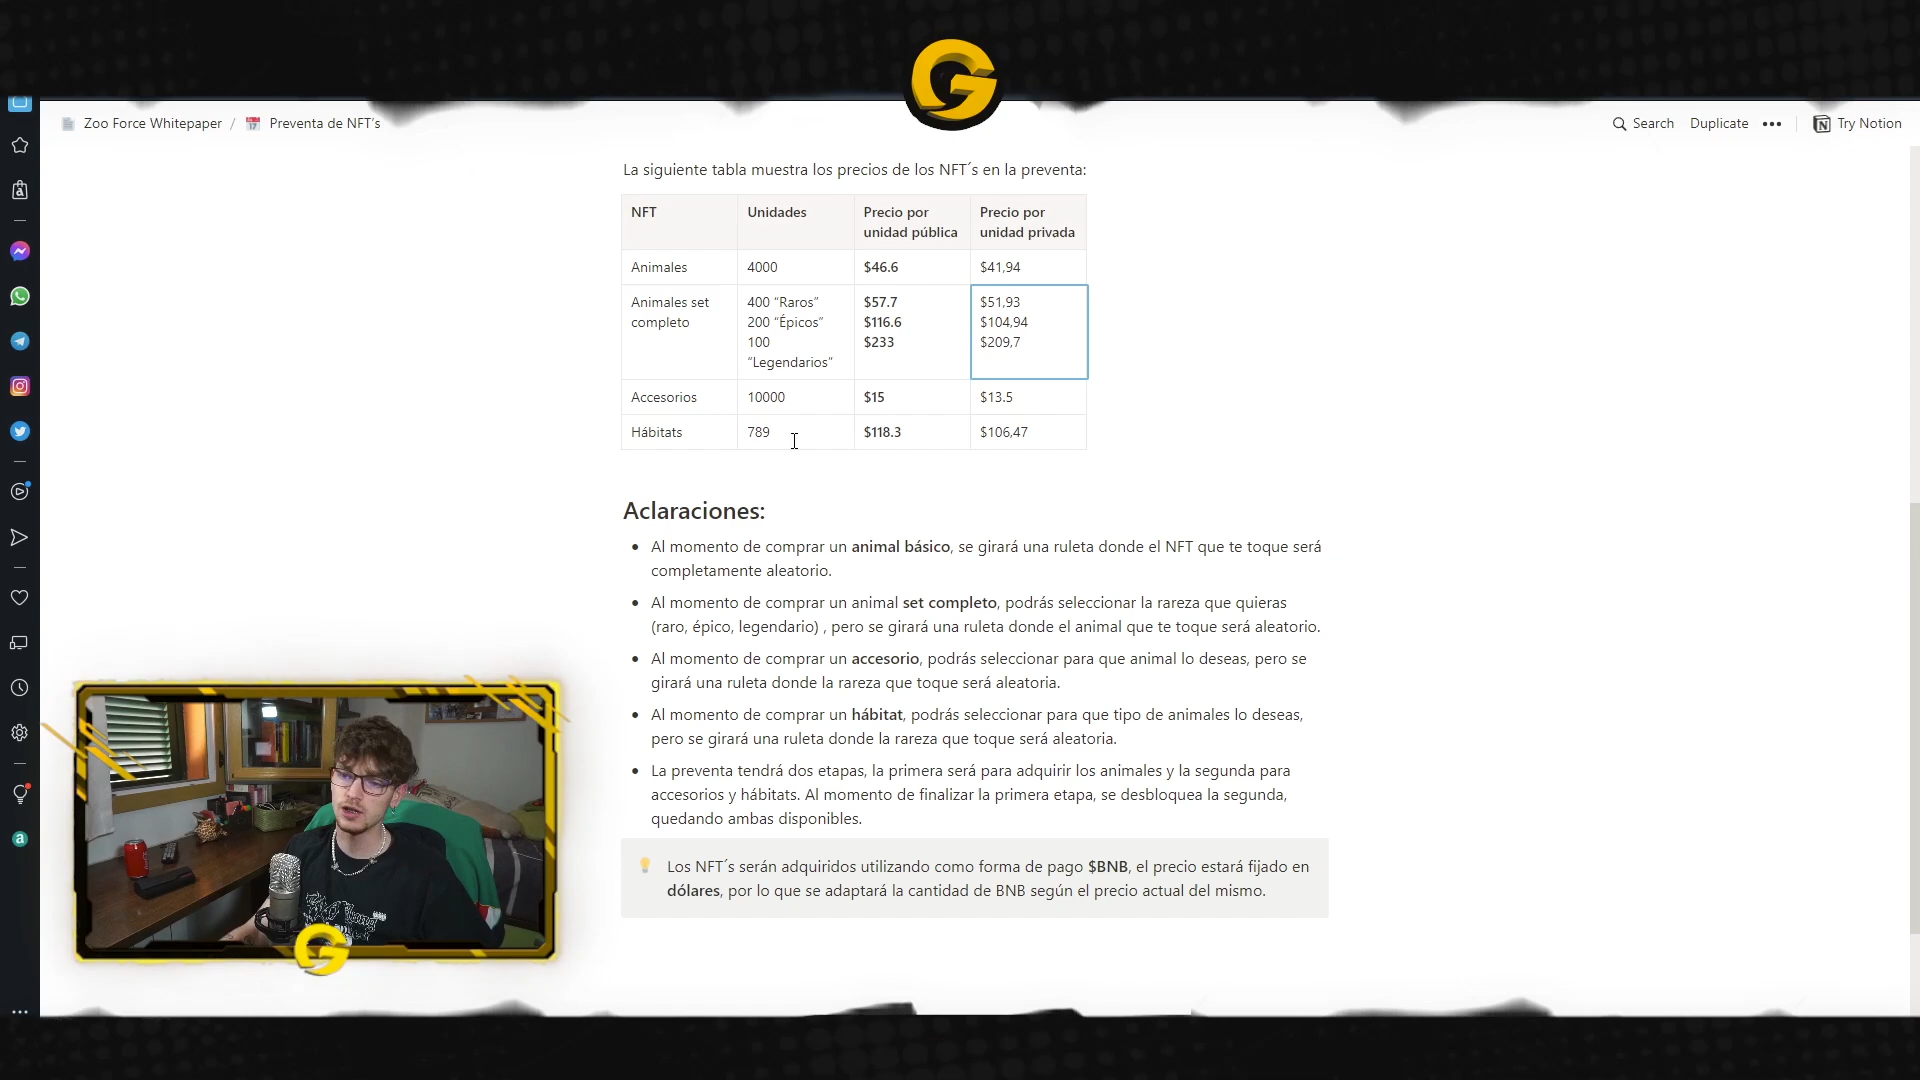 G
Zoo Force Whitepaper / Preventa de NFT's
Search Duplicate ••• Try Notion
La siguiente tabla muestra los precios de los NFT´s en la preventa:
NFT Unidades Precio por unidad pública Precio por unidad privada
Animales 4000 $46.6 $41,94
Animales set completo
400 “Raros” $57.7 $51,93
200 “Épicos” $116.6 $104,94
100 “Legendarios” $233 $209,7
Accesorios 10000 $15 $13.5
Hábitats 789 $118.3 $106,47
Aclaraciones:
• Al momento de comprar un animal básico, se girará una ruleta donde el NFT que te toque será
completamente aleatorio.
• Al momento de comprar un animal set completo, podrás seleccionar la rareza que quieras
(raro, épico, legendario) , pero se girará una ruleta donde el animal que te toque será aleatorio.
• Al momento de comprar un accesorio, podrás seleccionar para que animal lo deseas, pero se
girará una ruleta donde la rareza que toque será aleatoria.
• Al momento de comprar un hábitat, podrás seleccionar para que tipo de animales lo deseas,
pero se girará una ruleta donde la rareza que toque será aleatoria.
• La preventa tendrá dos etapas, la primera será para adquirir los animales y la segunda para
accesorios y hábitats. Al momento de finalizar la primera etapa, se desbloquea la segunda,
quedando ambas disponibles.
Los NFT´s serán adquiridos utilizando como forma de pago $BNB, el precio estará fijado en
dólares, por lo que se adaptará la cantidad de BNB según el precio actual del mismo.
G